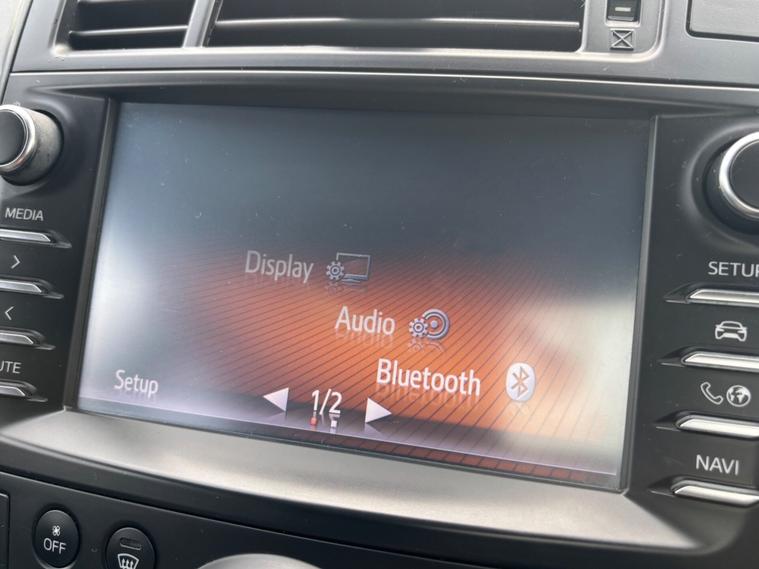 MEDIA
>
<
UTE
Display
Audio
Bluetooth
Setup
1/2
SETUP
NAVI
OFF